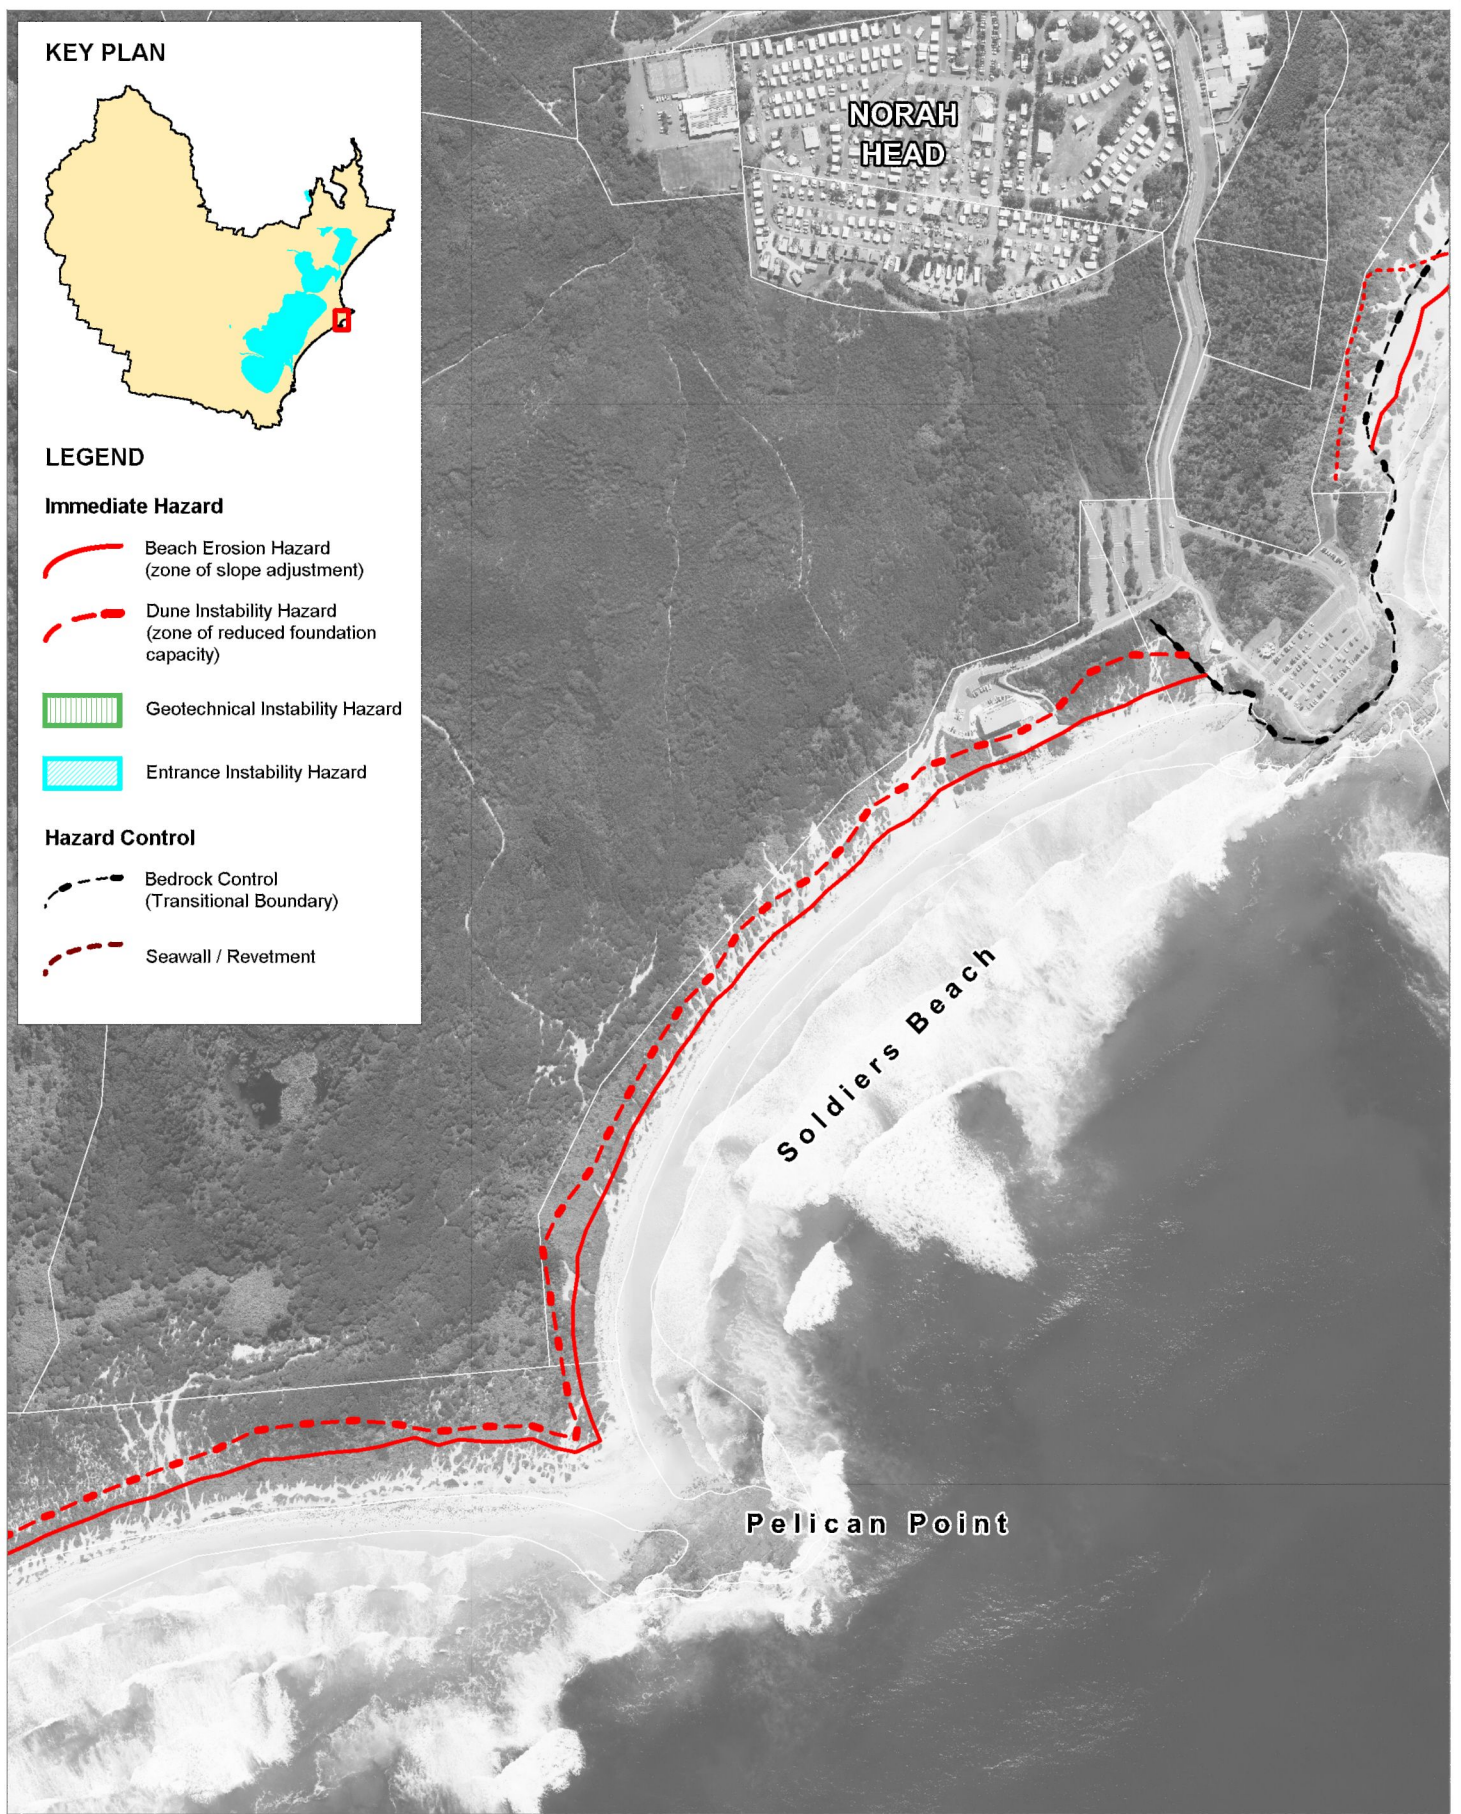 KEY PLAN
LEGEND
Immediate Hazard
Beach Erosion Hazard
(zone of slope adjustment)
Dune Instability Hazard
(zone of reduced foundation
capacity)
Geotechnical Instability Hazard
Entrance Instability Hazard
Hazard Control
Bedrock Control
(Transitional Boundary)
Seawall / Revetment
NORAH
HEAD
Soldiers Beach
Pelican Point